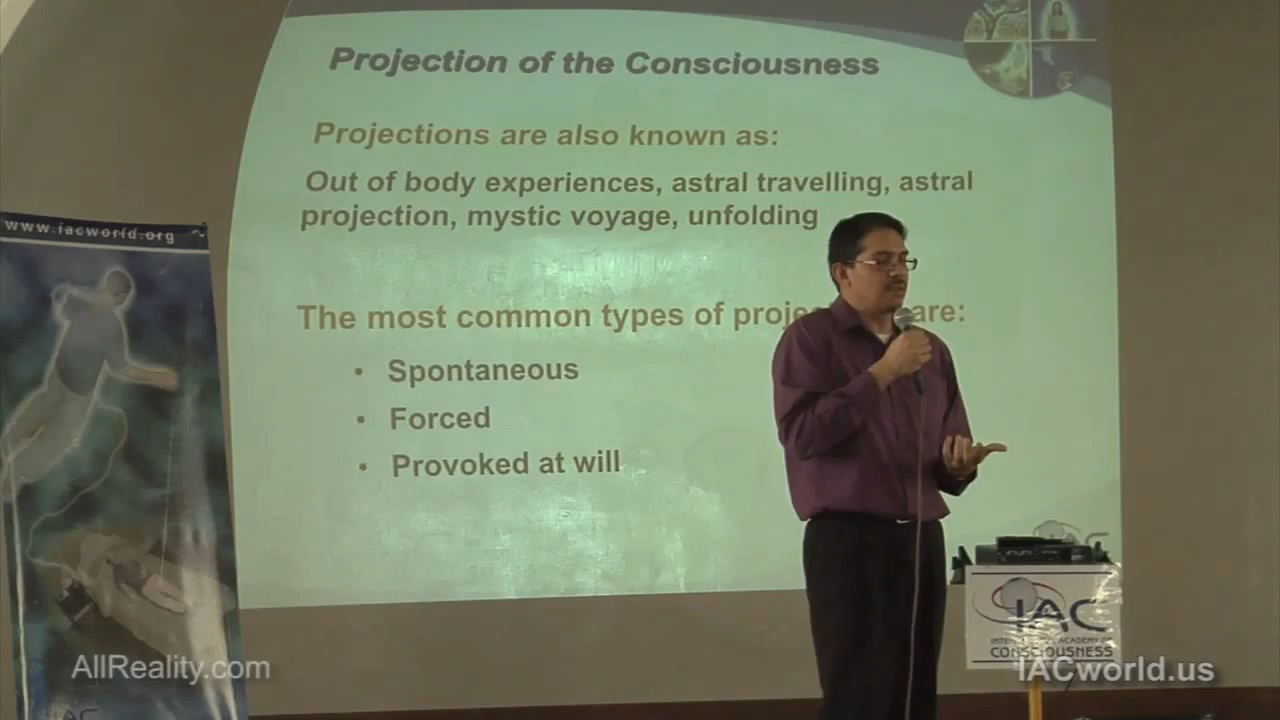 Projection of the Consciousness
Projections are also known as:
Out of body experiences, astral travelling, astral
projection, mystic voyage, unfolding
The most common types of are:
• Spontaneous
• Forced
• Provoked at will
www.iacworld.org
IAC
CONSCIOUSNESS
AllReality.com
IACworld.us
IAC